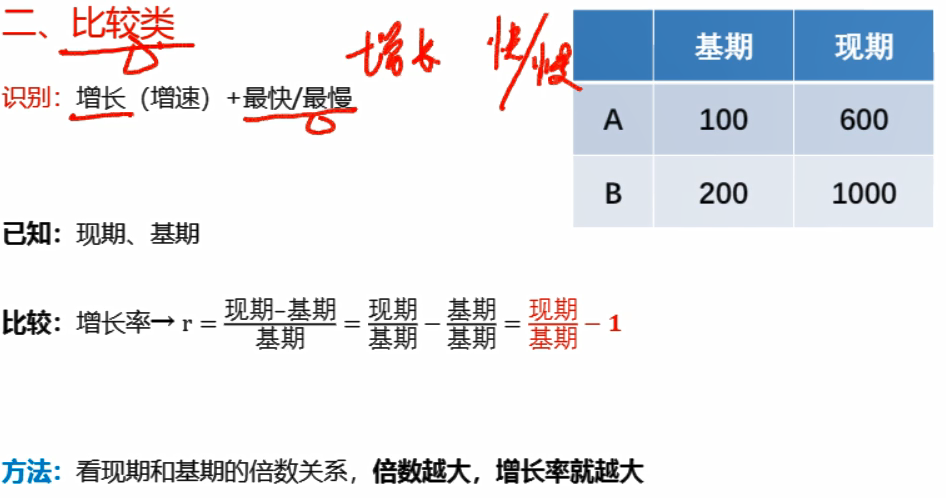 二、比较类
增长 快/慢
识别：增长（增速）+最快/最慢
基期 现期
A 100 600
B 200 1000
已知：现期、基期
比较：增长率→ r = 现期-基期/基期 = 现期/基期 − 基期/基期 = 现期/基期 − 1
方法：看现期和基期的倍数关系，倍数越大，增长率就越大